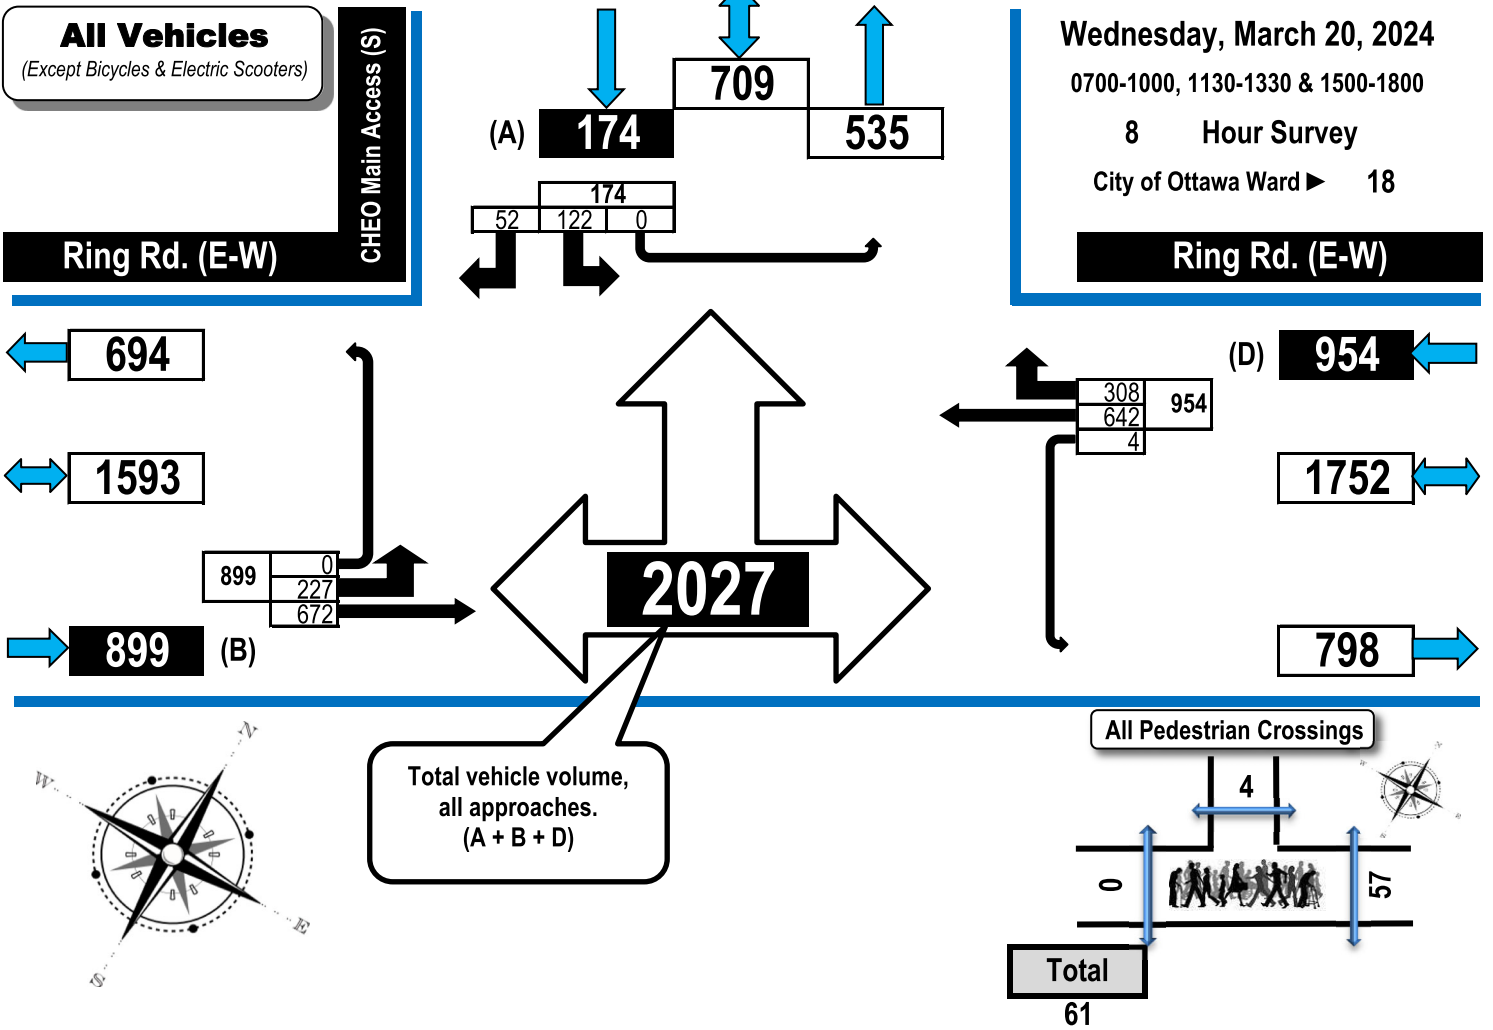 All Vehicles
(Except Bicycles & Electric Scooters)
CHEO Main Access (S)
Ring Rd. (E-W)
709
(A) 174
535
174
52 122 0
Wednesday, March 20, 2024
0700-1000, 1130-1330 & 1500-1800
8 Hour Survey
City of Ottawa Ward ► 18
Ring Rd. (E-W)
694
1593
899
0
227
672
899 (B)
(D) 954
308
642
4
954
1752
798
2027
Total vehicle volume,
all approaches.
(A + B + D)
N
W
E
S
All Pedestrian Crossings
4
0
57
N
W
E
S
Total
61